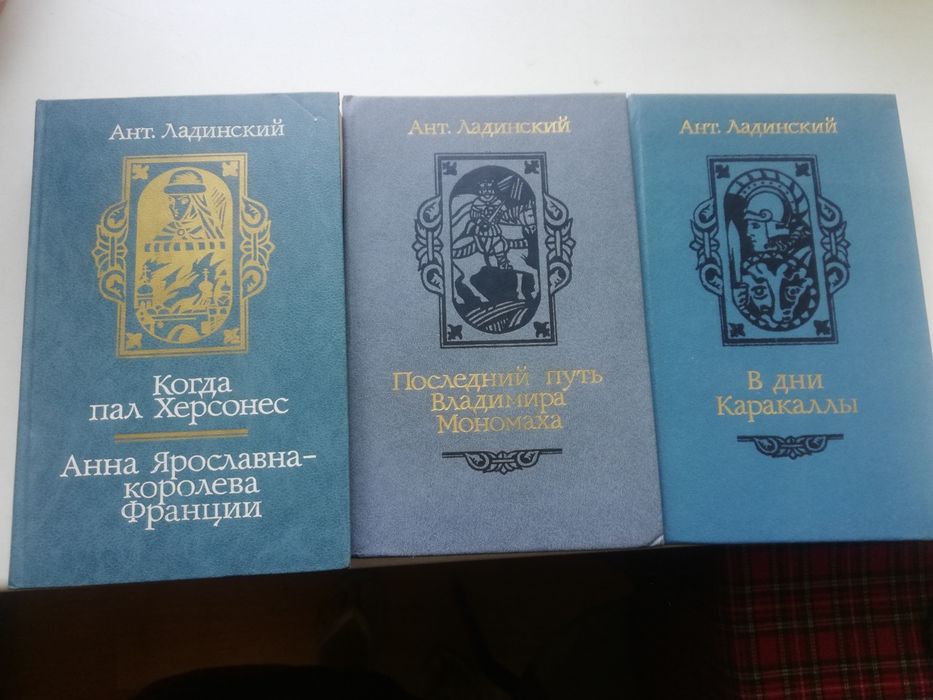 Ант. Ладинский
Когда
пал Херсонес
Анна Ярославна-
королева
Франции
Ант. Ладинский
Последний путь
Владимира
Мономаха
Ант. Ладинский
В дни
Каракаллы